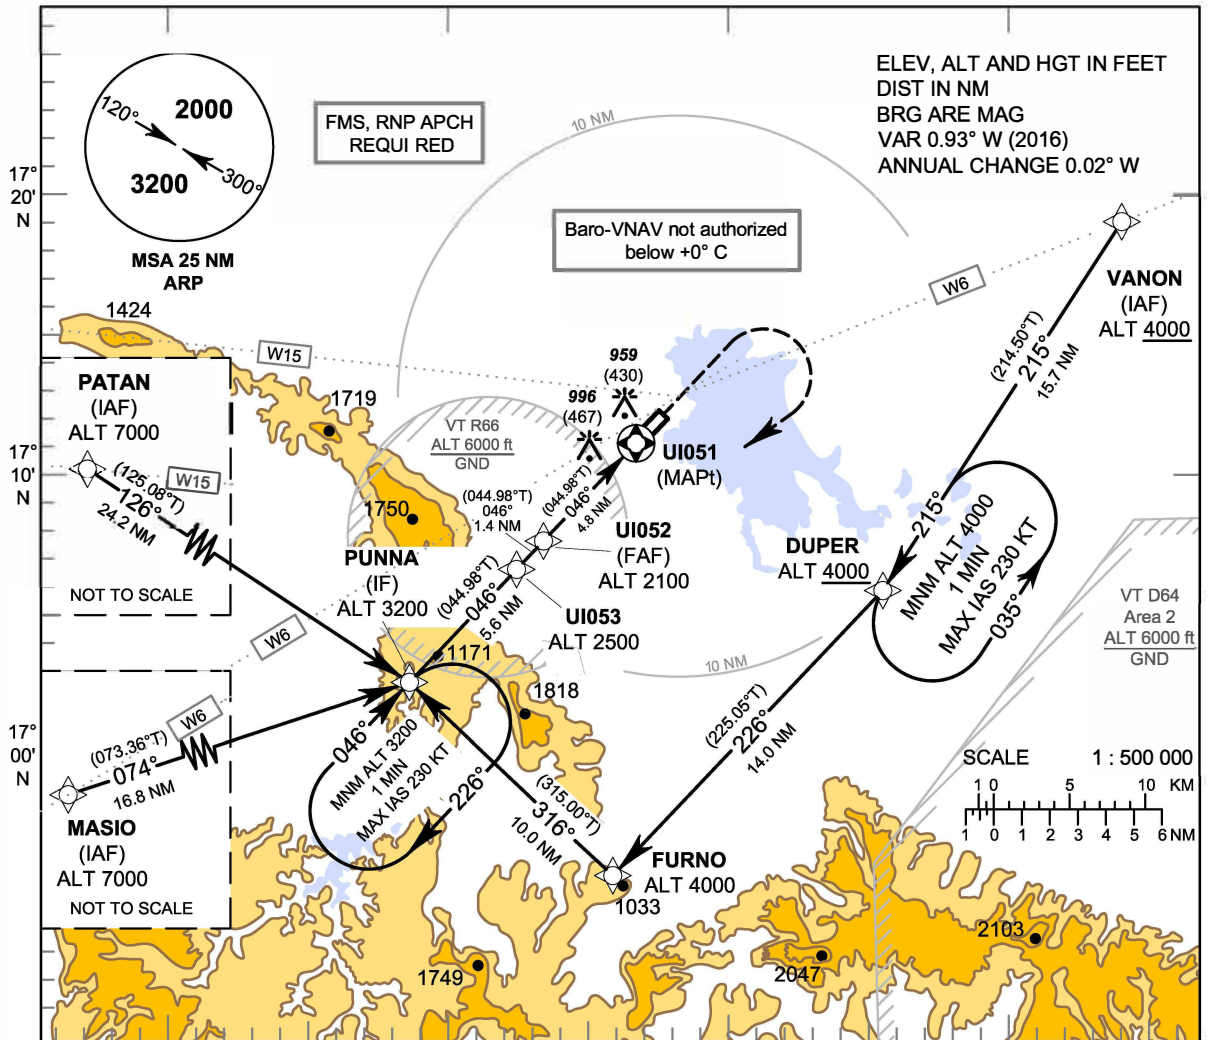 ELEV, ALT AND HGT IN FEET
DIST IN NM
BRG ARE MAG
VAR 0.93° W (2016)
ANNUAL CHANGE 0.02° W
120°
2000
3200
300°
MSA 25 NM
ARP
FMS, RNP APCH
REQUI RED
10 NM
Baro-VNAV not authorized
below +0° C
17°
20'
N
W6
VANON
(IAF)
ALT 4000
(214.50°T)
215°
15.7 NM
1424
W15
959
(430)
996
(467)
PATAN
(IAF)
ALT 7000
1719
VT R66
ALT 6000 ft
GND
UI051
(MAPt)
17°
10'
N
(125.08°T)
126°
24.2 NM
W15
NOT TO SCALE
1750
(044.98°T)
046°
1.4 NM
(044.98°T)
046°
4.8 NM
UI052
(FAF)
ALT 2100
PUNNA
(IF)
ALT 3200
(044.98°T)
046°
5.6 NM
UI053
ALT 2500
DUPER
ALT 4000
215°
MNM ALT 4000
1 MIN
MAX IAS 230 KT
035°
VT D64
Area 2
ALT 6000 ft
GND
W6
1171
10 NM
1818
W6
17°
00'
N
(073.36°T)
074°
16.8 NM
MASIO
(IAF)
ALT 7000
NOT TO SCALE
046°
MNM ALT 3200
1 MIN
MAX IAS 230 KT
226°
(225.05°T)
226°
14.0 NM
(315.00°T)
316°
10.0 NM
FURNO
ALT 4000
1033
SCALE
1 : 500 000
1 0 5 10 KM
1 0 1 2 3 4 5 6 NM
1749
2047
2103